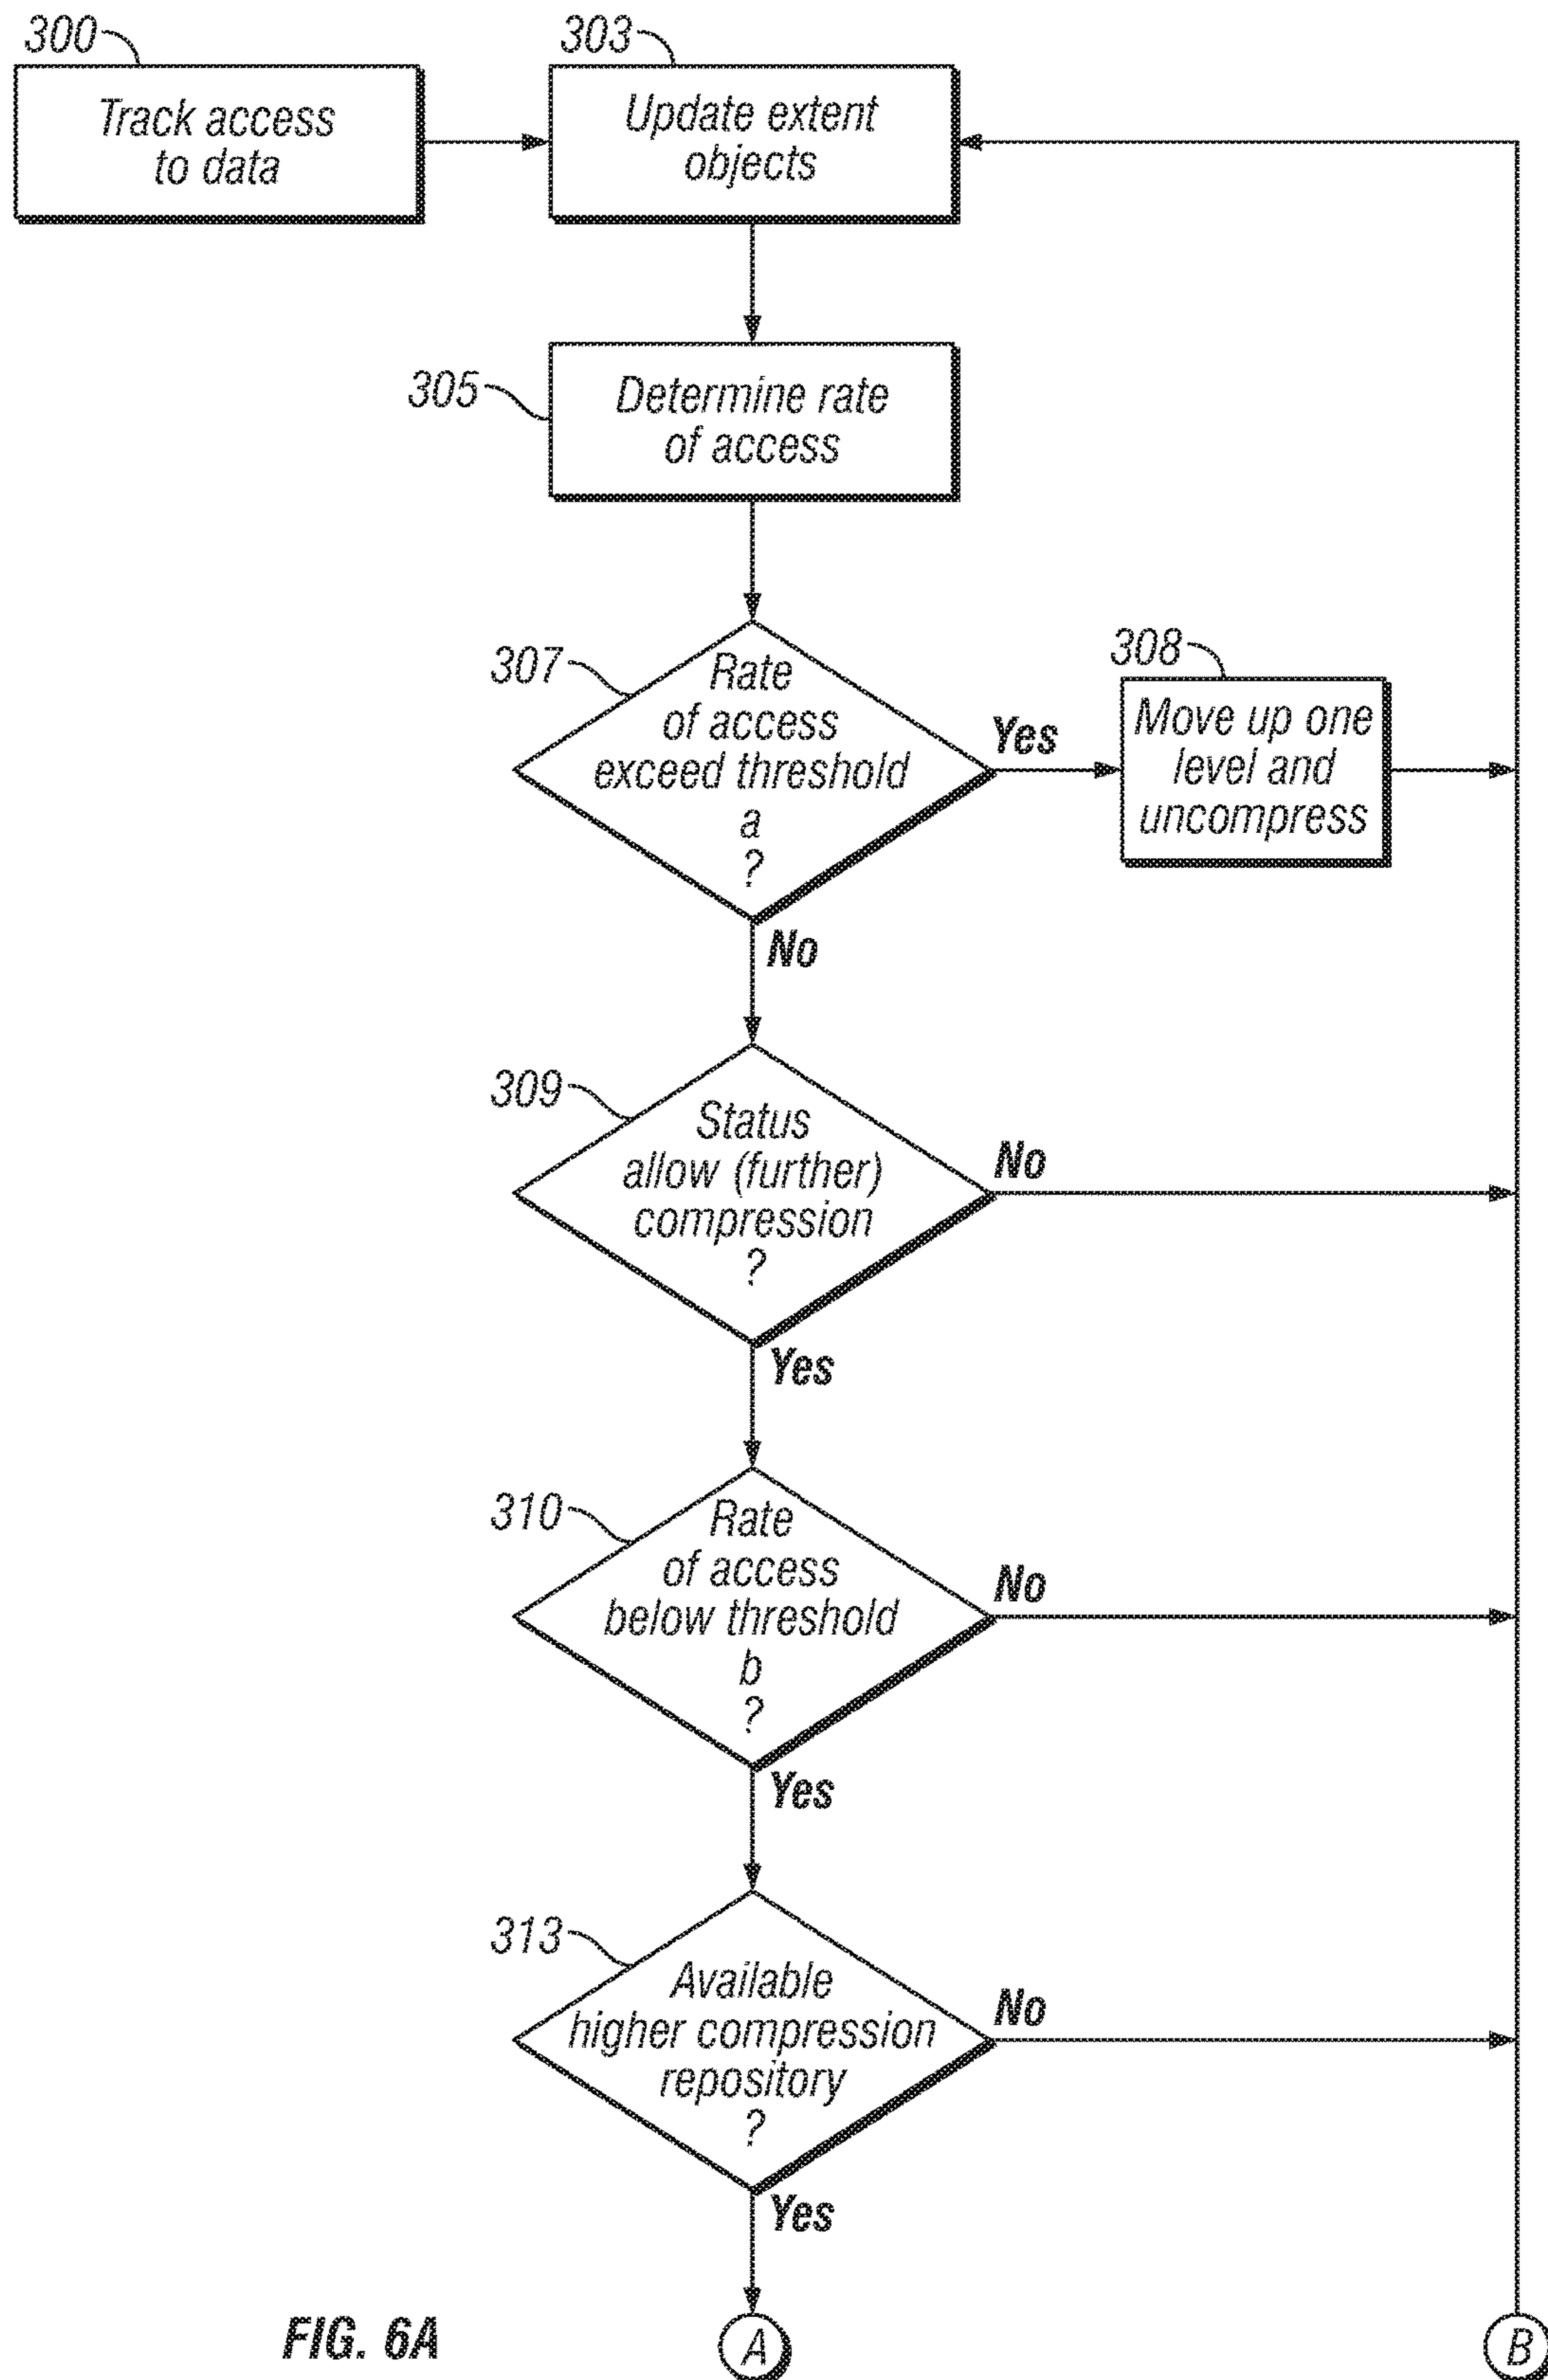 300
Track access
to data
303
Update extent
objects
305
Determine rate
of access
307
Rate
of access
exceed threshold
a
?
Yes
308
Move up one
level and
uncompress
No
309
Status
allow (further)
compression
?
No
Yes
310
Rate
of access
below threshold
b
?
No
Yes
313
Available
higher compression
repository
?
No
Yes
FIG. 6A
A
B